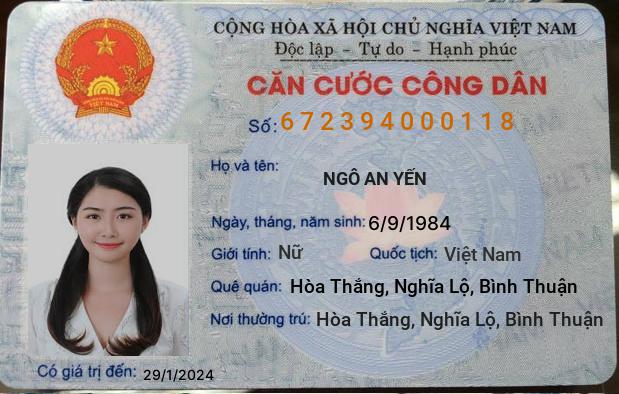 CỘNG HÒA XÃ HỘI CHỦ NGHĨA VIỆT NAM
Độc lập - Tự do - Hạnh phúc
CĂN CƯỚC CÔNG DÂN
Số: 672394000118
Họ và tên:
NGÔ AN YẾN
Ngày, tháng, năm sinh: 6/9/1984
Giới tính: Nữ Quốc tịch: Việt Nam
Quê quán: Hòa Thắng, Nghĩa Lộ, Bình Thuận
Nơi thường trú: Hòa Thắng, Nghĩa Lộ, Bình Thuận
Có giá trị đến: 29/1/2024